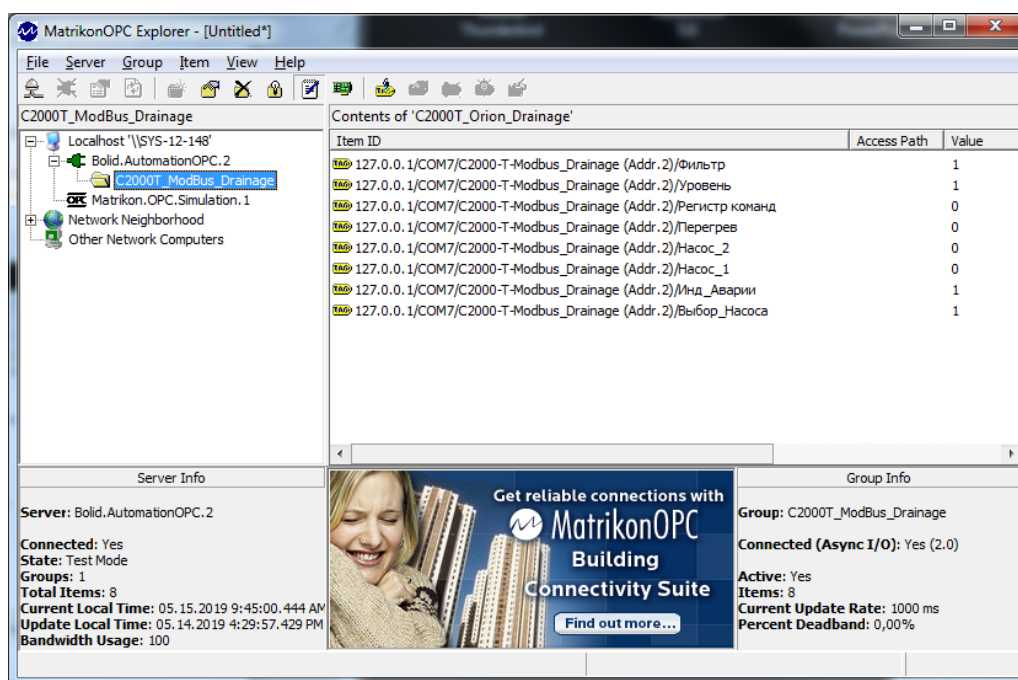 MatrikonOPC Explorer - [Untitled*]
File Server Group Item View Help
C2000T_ModBus_Drainage
Contents of 'C2000T_Orion_Drainage'
Localhost '\\SYS-12-148'
Bolid.AutomationOPC.2
C2000T_ModBus_Drainage
OPC Matrikon.OPC.Simulation.1
Network Neighborhood
Other Network Computers
Item ID Access Path Value
TAG 127.0.0.1/COM7/C2000-T-Modbus_Drainage (Addr.2)/Фильтр 1
TAG 127.0.0.1/COM7/C2000-T-Modbus_Drainage (Addr.2)/Уровень 1
TAG 127.0.0.1/COM7/C2000-T-Modbus_Drainage (Addr.2)/Регистр команд 0
TAG 127.0.0.1/COM7/C2000-T-Modbus_Drainage (Addr.2)/Перегрев 0
TAG 127.0.0.1/COM7/C2000-T-Modbus_Drainage (Addr.2)/Насос_2 0
TAG 127.0.0.1/COM7/C2000-T-Modbus_Drainage (Addr.2)/Насос_1 0
TAG 127.0.0.1/COM7/C2000-T-Modbus_Drainage (Addr.2)/Инд_Аварии 1
TAG 127.0.0.1/COM7/C2000-T-Modbus_Drainage (Addr.2)/Выбор_Насоса 1
Server Info
Server: Bolid.AutomationOPC.2
Connected: Yes
State: Test Mode
Groups: 1
Total Items: 8
Current Local Time: 05.15.2019 9:45:00.444 AM
Update Local Time: 05.14.2019 4:29:57.429 PM
Bandwidth Usage: 100
Get reliable connections with
MatrikonOPC
Building
Connectivity Suite
Find out more...
Group Info
Group: C2000T_ModBus_Drainage
Connected (Async I/O): Yes (2.0)
Active: Yes
Items: 8
Current Update Rate: 1000 ms
Percent Deadband: 0,00%